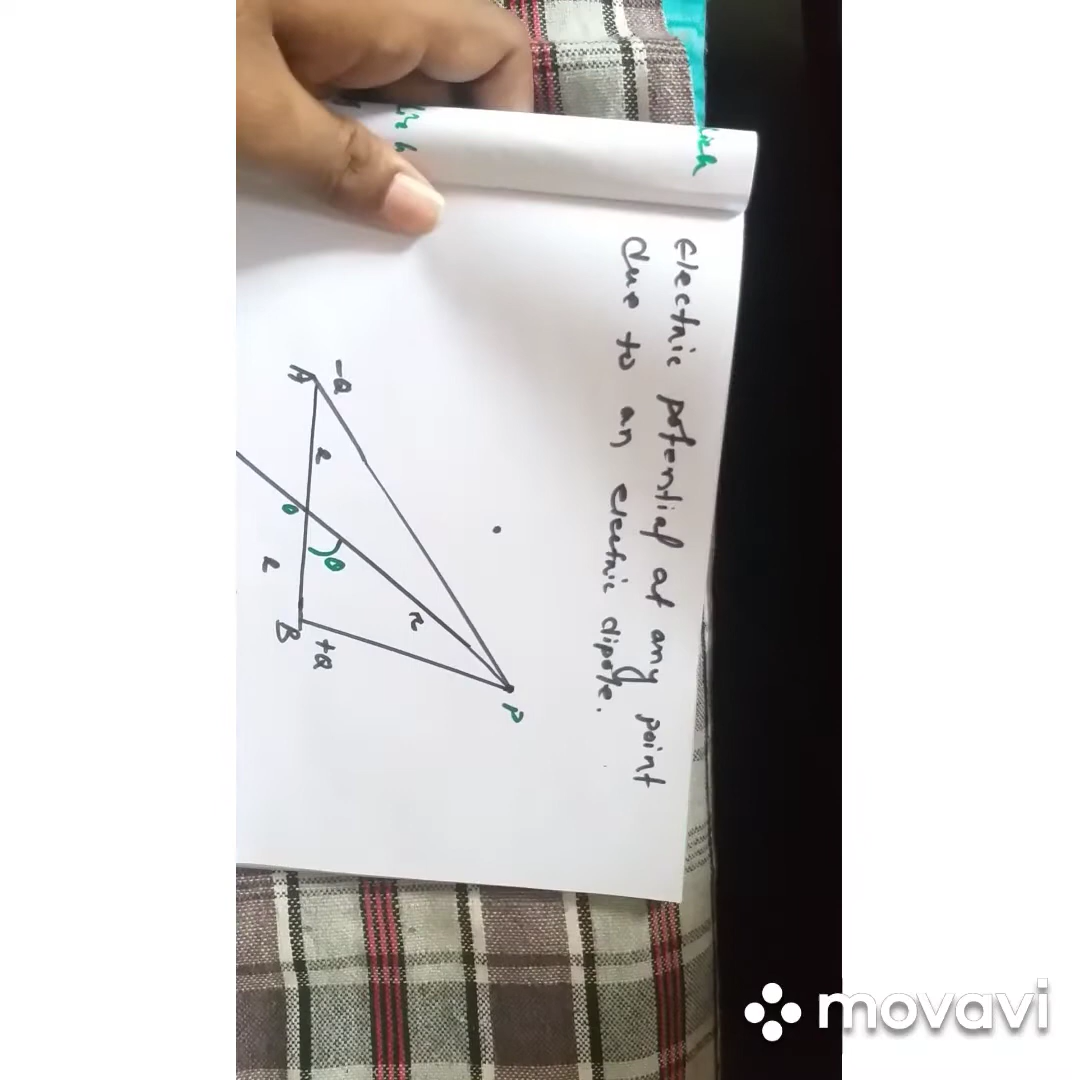 Electric potential at any point
due to an electric dipole.
-Q
A
l
O
θ
l
B
+Q
r
P
movavi